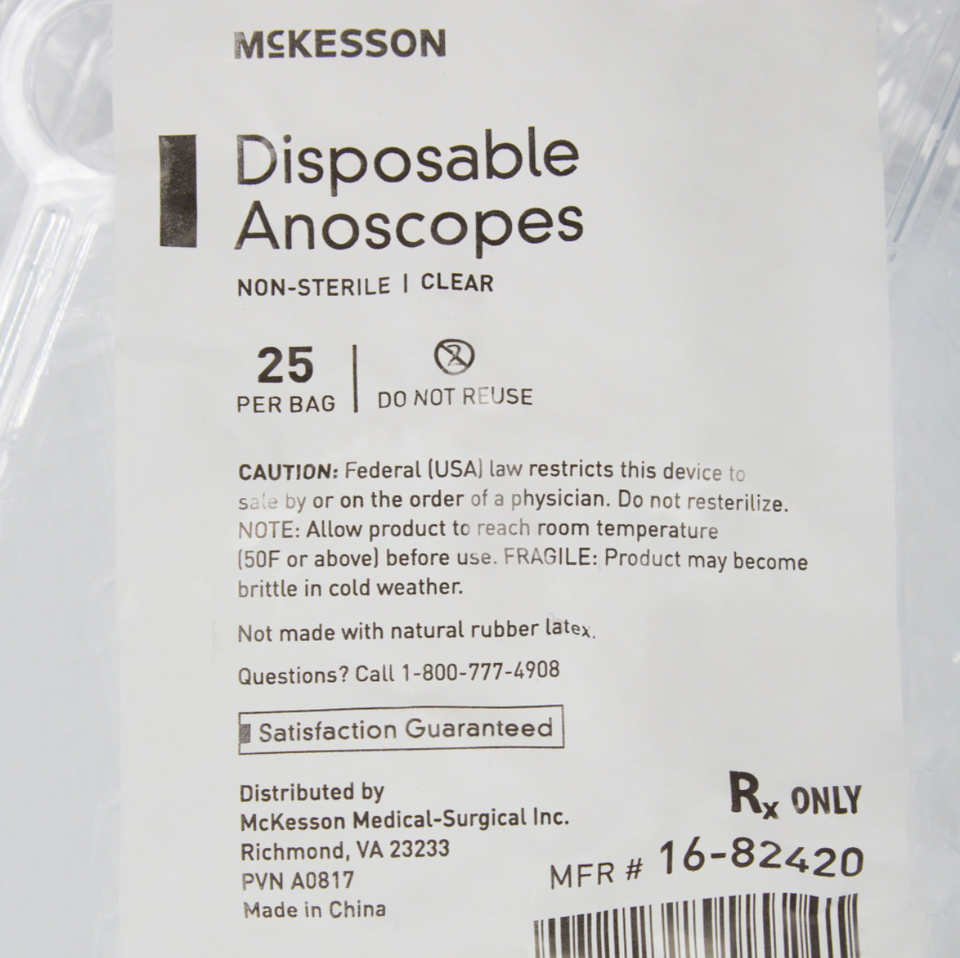 McKESSON
Disposable
Anoscopes
NON-STERILE | CLEAR
25
PER BAG
2
DO NOT REUSE
CAUTION: Federal (USA) law restricts this device to
sale by or on the order of a physician. Do not resterilize.
NOTE: Allow product to reach room temperature
(50F or above) before use. FRAGILE: Product may become
brittle in cold weather.
Not made with natural rubber latex.
Questions? Call 1-800-777-4908
Satisfaction Guaranteed
Distributed by
McKesson Medical-Surgical Inc.
Richmond, VA 23233
PVN A0817
Made in China
Rx ONLY
MFR # 16-82420